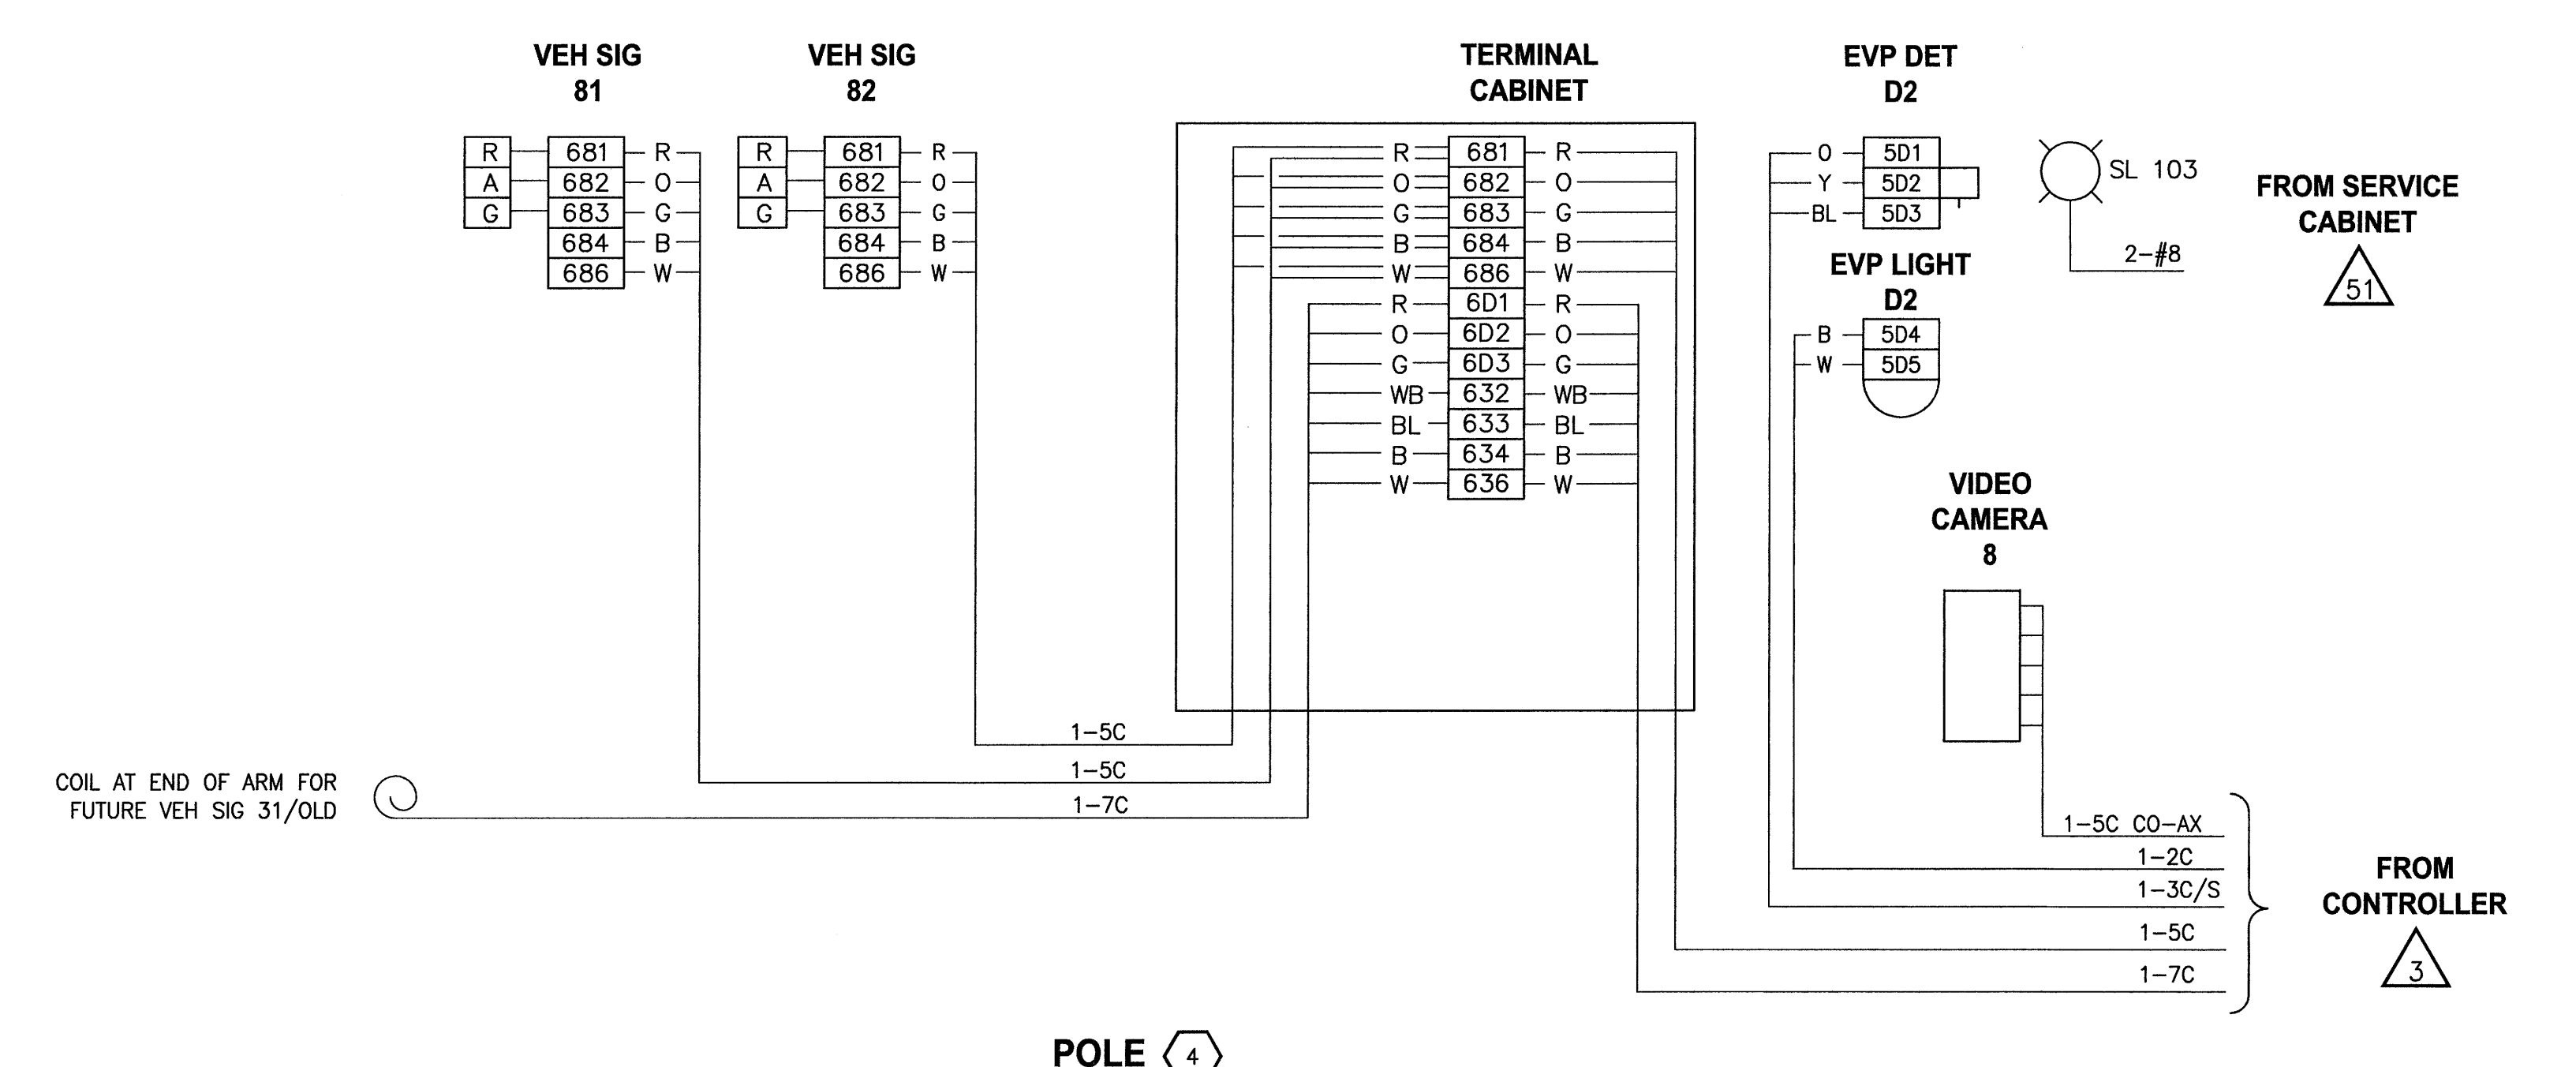 VEH SIG
81
R 681 R
A 682 O
G 683 G
684 B
686 W
VEH SIG
82
R 681 R
A 682 O
G 683 G
684 B
686 W
TERMINAL
CABINET
R 681 R
O 682 O
G 683 G
B 684 B
W 686 W
R 6D1 R
O 6D2 O
G 6D3 G
WB 632 WB
BL 633 BL
B 634 B
W 636 W
EVP DET
D2
O 5D1
Y 5D2
BL 5D3
EVP LIGHT
D2
B 5D4
W 5D5
SL 103
2-#8
FROM SERVICE
CABINET
51
VIDEO
CAMERA
8
1-5C
1-5C
1-7C
COIL AT END OF ARM FOR
FUTURE VEH SIG 31/OLD
1-5C CO-AX
1-2C
1-3C/S
1-5C
1-7C
FROM
CONTROLLER
3
POLE 4